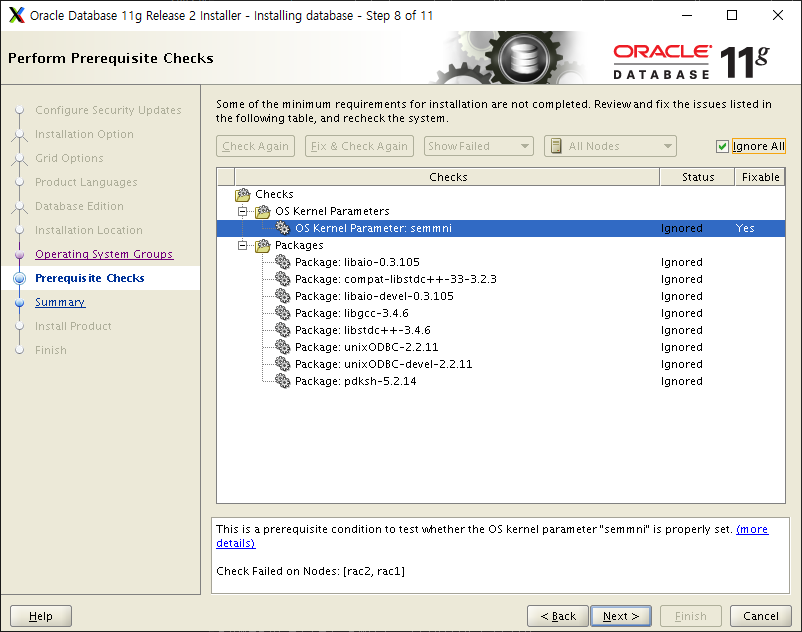 Oracle Database 11g Release 2 Installer - Installing database - Step 8 of 11
Perform Prerequisite Checks
ORACLE
DATABASE
11g
Configure Security Updates
Installation Option
Grid Options
Product Languages
Database Edition
Installation Location
Operating System Groups
Prerequisite Checks
Summary
Install Product
Finish
Some of the minimum requirements for installation are not completed. Review and fix the issues listed in
the following table, and recheck the system.
Check Again
Fix & Check Again
Show Failed
All Nodes
Ignore All
Checks Status Fixable
Checks
OS Kernel Parameters
OS Kernel Parameter: semmni Ignored Yes
Packages
Package: libaio-0.3.105 Ignored
Package: compat-libstdc++-33-3.2.3 Ignored
Package: libaio-devel-0.3.105 Ignored
Package: libgcc-3.4.6 Ignored
Package: libstdc++-3.4.6 Ignored
Package: unixODBC-2.2.11 Ignored
Package: unixODBC-devel-2.2.11 Ignored
Package: pdksh-5.2.14 Ignored
This is a prerequisite condition to test whether the OS kernel parameter "semmni" is properly set. (more
details)
Check Failed on Nodes: [rac2, rac1]
Help
< Back
Next >
Finish
Cancel